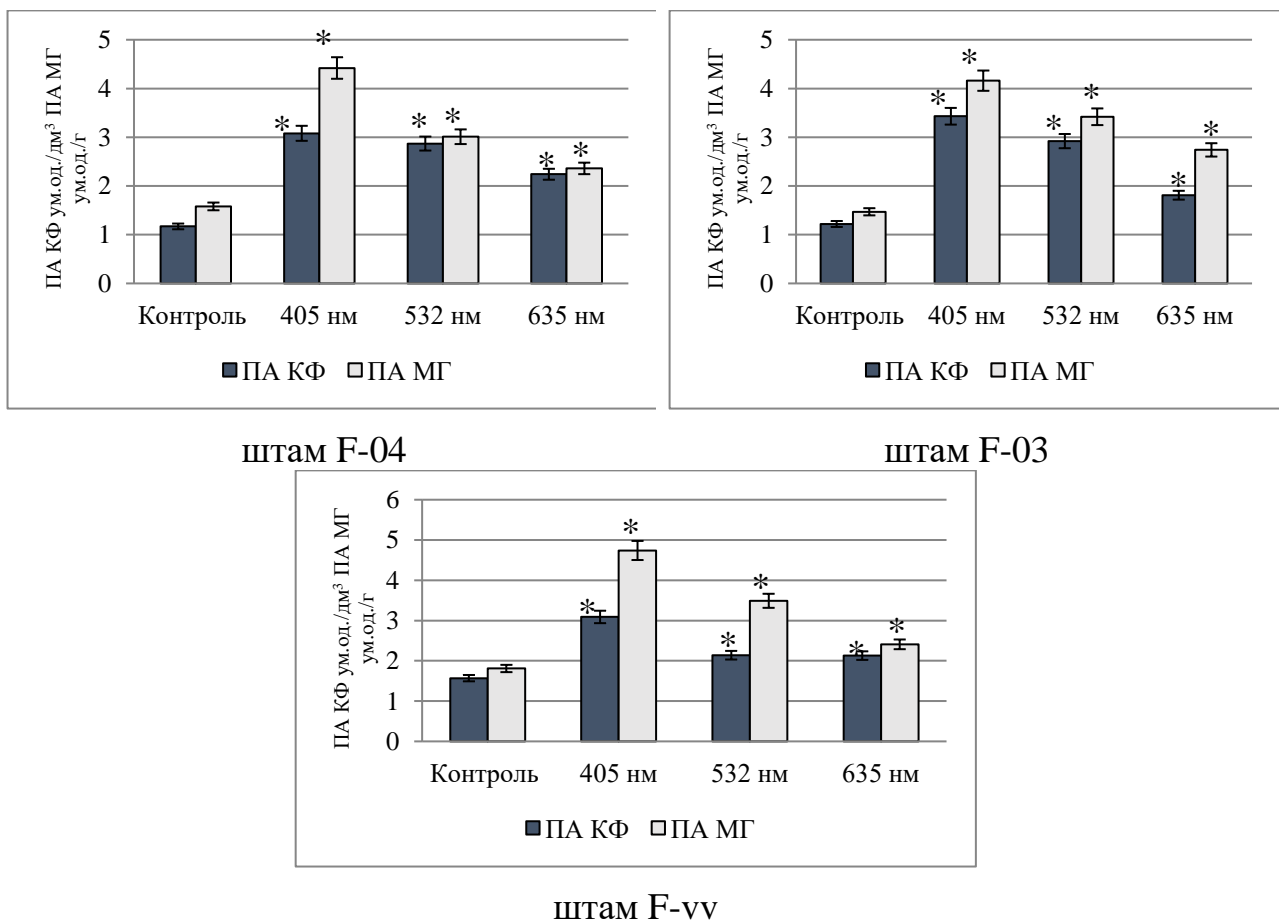 ПА КФ ум.од./дм³ ПА МГ
ум.од./г
5
4
3
2
1
0
* * * * * *
Контроль 405 нм 532 нм 635 нм
ПА КФ ПА МГ
штам F-04
ПА КФ ум.од./дм³ ПА МГ
ум.од./г
5
4
3
2
1
0
* * * * * *
Контроль 405 нм 532 нм 635 нм
ПА КФ ПА МГ
штам F-03
ПА КФ ум.од./дм³ ПА МГ
ум.од./г
6
5
4
3
2
1
0
* * * * * *
Контроль 405 нм 532 нм 635 нм
ПА КФ ПА МГ
штам F-vv